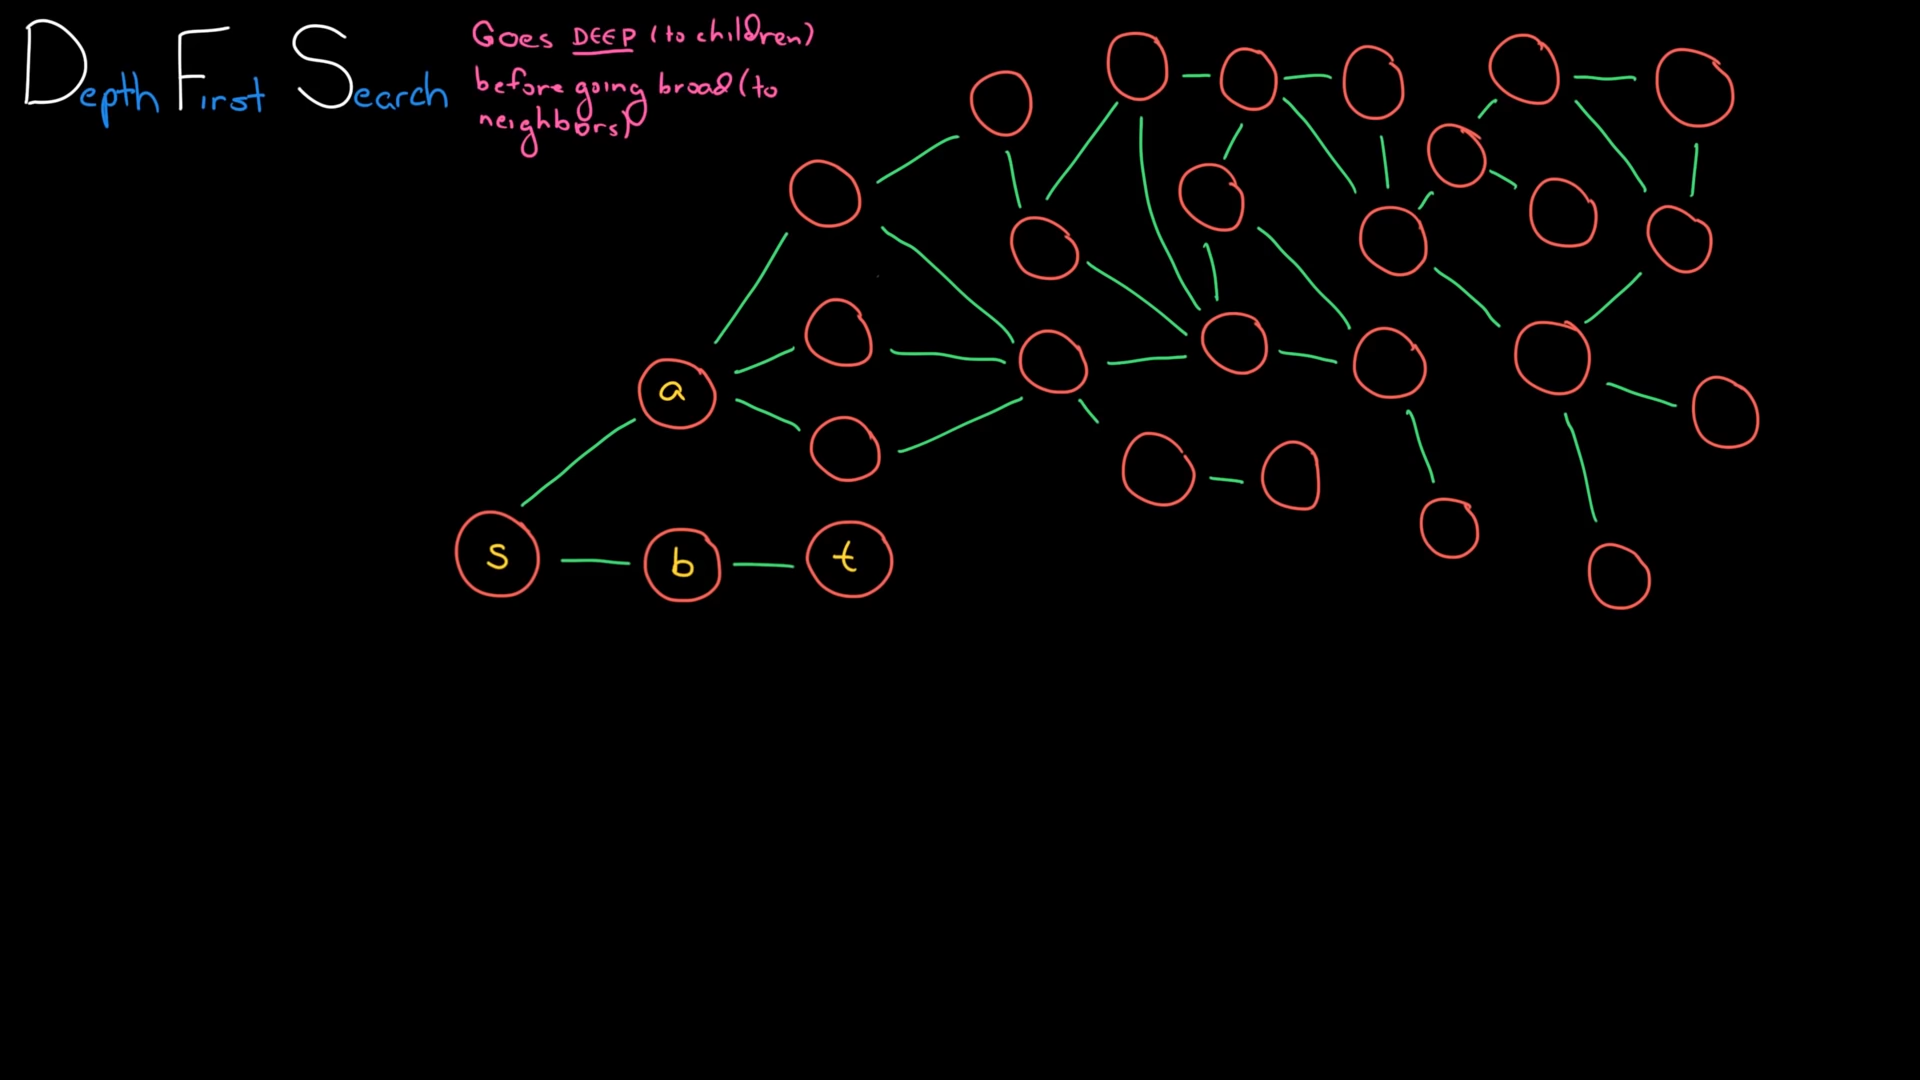 Depth First Search
Goes DEEP (to children)
before going broad (to
neighbors)
a
s
b
t